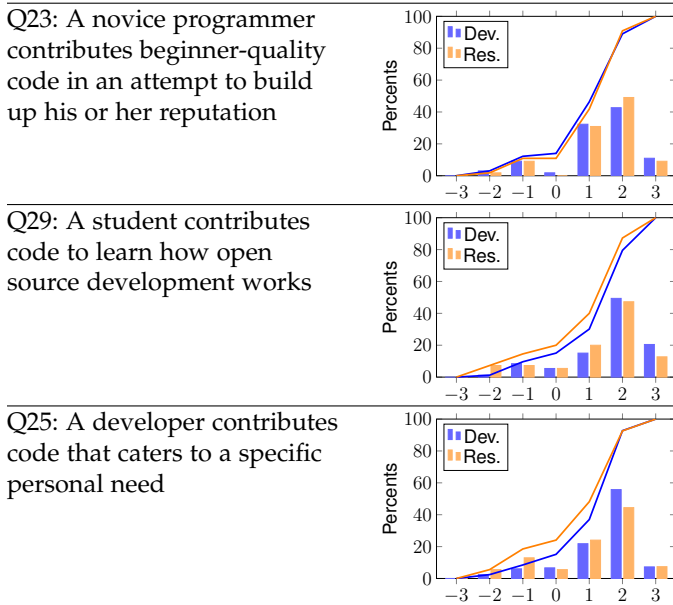 Q23: A novice programmer
contributes beginner-quality
code in an attempt to build
up his or her reputation
Percents
100
80
60
40
20
0
Dev.
Res.
−3 −2 −1 0 1 2 3
Q29: A student contributes
code to learn how open
source development works
Percents
100
80
60
40
20
0
Dev.
Res.
−3 −2 −1 0 1 2 3
Q25: A developer contributes
code that caters to a specific
personal need
Percents
100
80
60
40
20
0
Dev.
Res.
−3 −2 −1 0 1 2 3